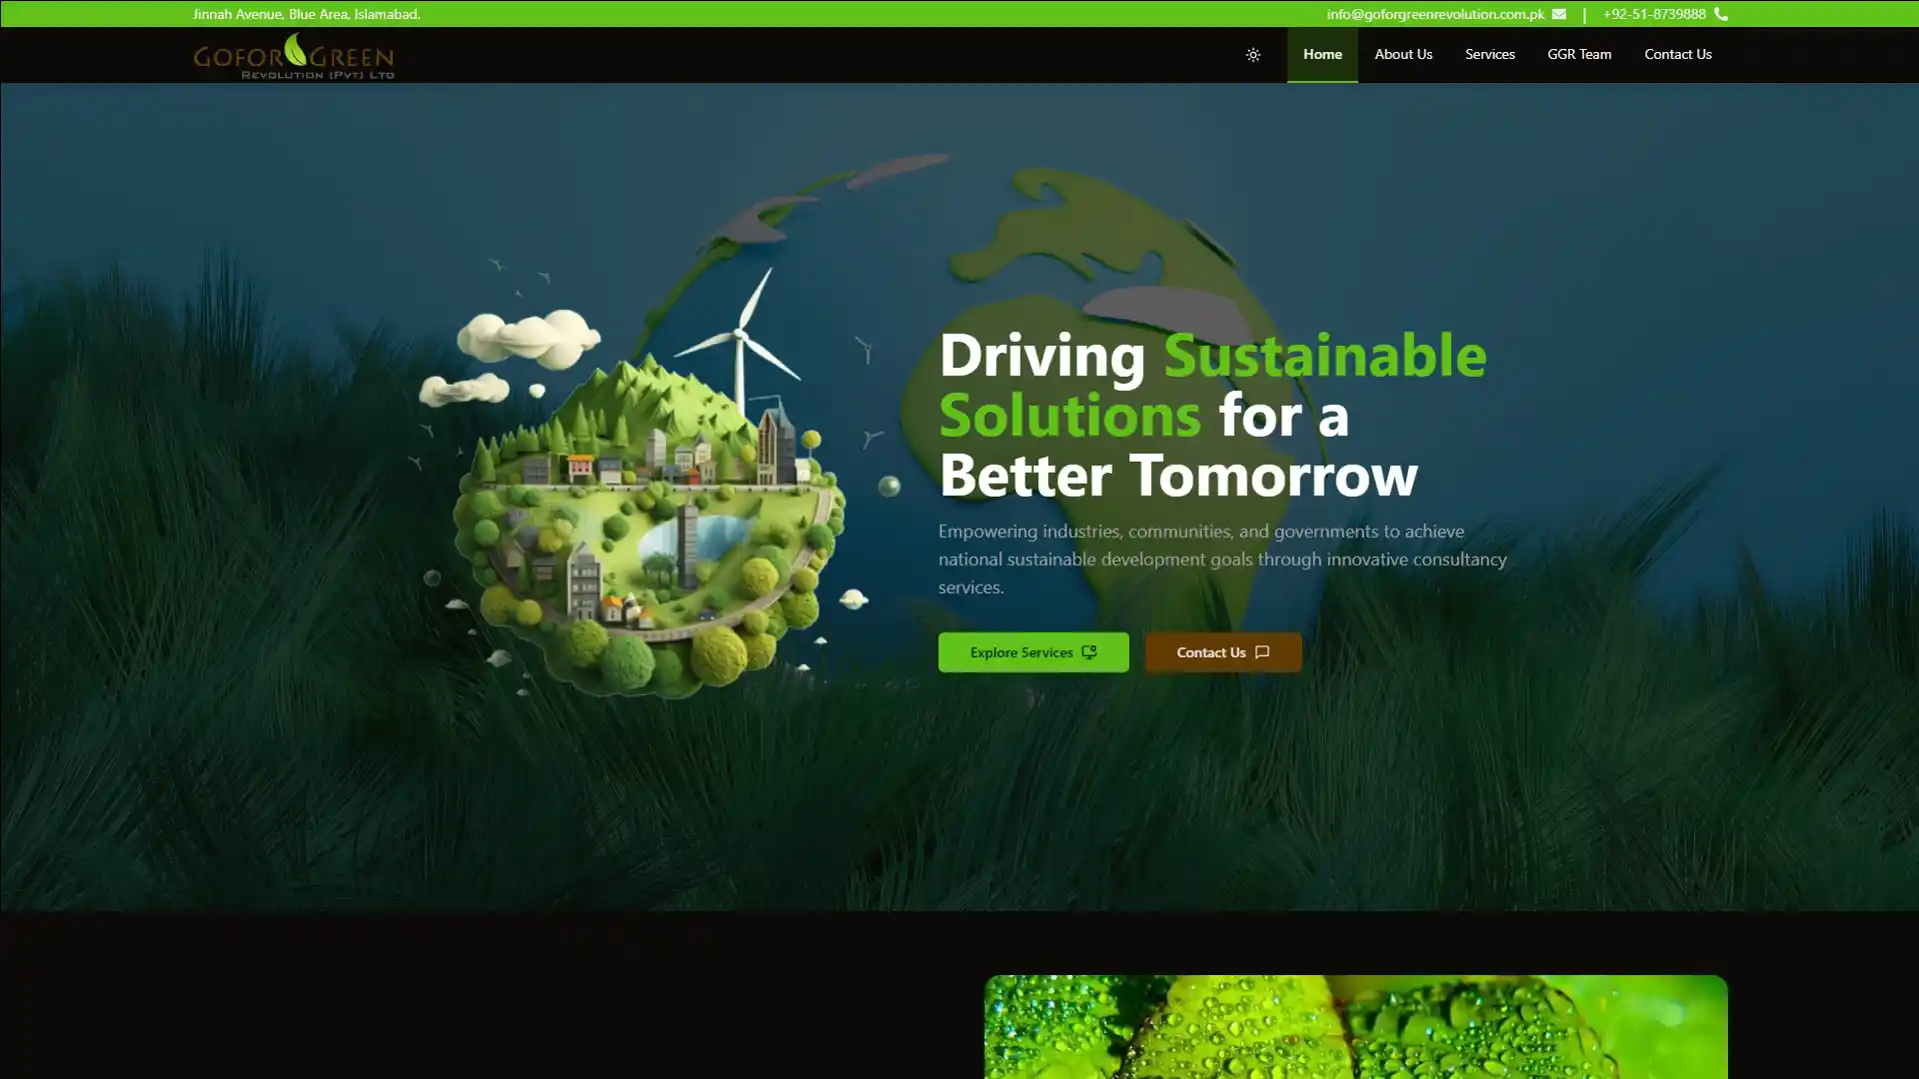 Jinnah Avenue, Blue Area, Islamabad.
info@goforgreenrevolution.com.pk | +92-51-8739888
GOFOR GREEN
REVOLUTION (PVT) LTD
Home About Us Services GGR Team Contact Us
Driving Sustainable
Solutions for a
Better Tomorrow
Empowering industries, communities, and governments to achieve
national sustainable development goals through innovative consultancy
services.
Explore Services Contact Us